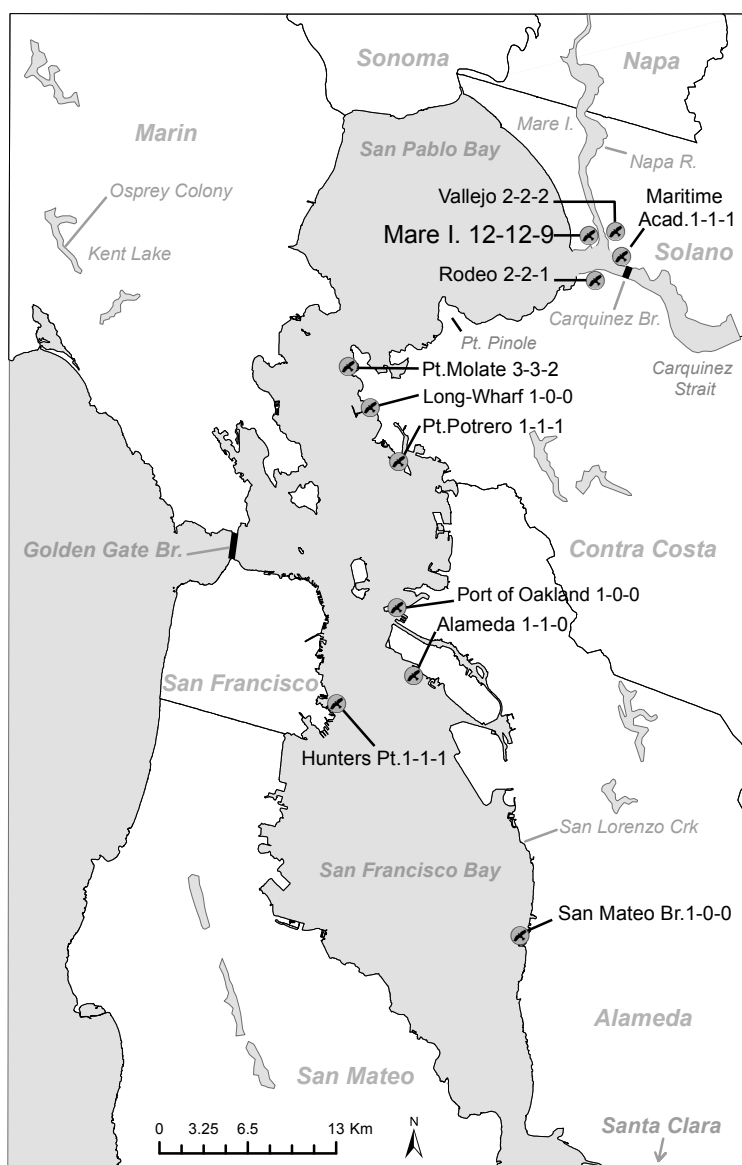 Sonoma
Napa
Marin
Mare I.
San Pablo Bay
Napa R.
Osprey Colony
Vallejo 2-2-2
Maritime
Acad.1-1-1
Mare I. 12-12-9
Kent Lake
Solano
Rodeo 2-2-1
Carquinez Br.
Pt. Pinole
Carquinez
Strait
Pt.Molate 3-3-2
Long-Wharf 1-0-0
Pt.Potrero 1-1-1
Golden Gate Br.
Contra Costa
Port of Oakland 1-0-0
Alameda 1-1-0
San Francisco
Hunters Pt.1-1-1
San Lorenzo Crk
San Francisco Bay
San Mateo Br.1-0-0
Alameda
San Mateo
Santa Clara
0 3.25 6.5 13 Km
N